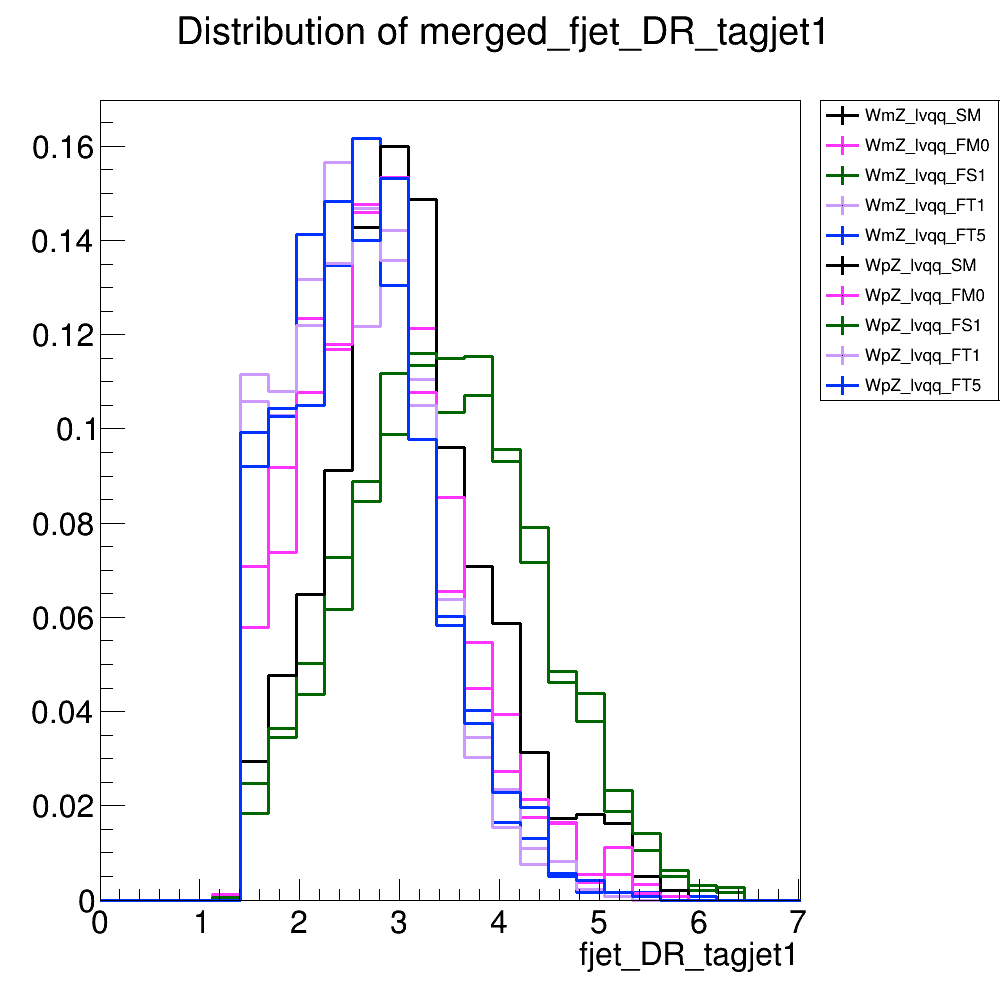 Distribution of merged_fjet_DR_tagjet1
WmZ_lvqq_SM
WmZ_lvqq_FM0
WmZ_lvqq_FS1
WmZ_lvqq_FT1
WmZ_lvqq_FT5
WpZ_lvqq_SM
WpZ_lvqq_FM0
WpZ_lvqq_FS1
WpZ_lvqq_FT1
WpZ_lvqq_FT5
0.16
0.14
0.12
0.1
0.08
0.06
0.04
0.02
0
0 1 2 3 4 5 6 7
fjet_DR_tagjet1